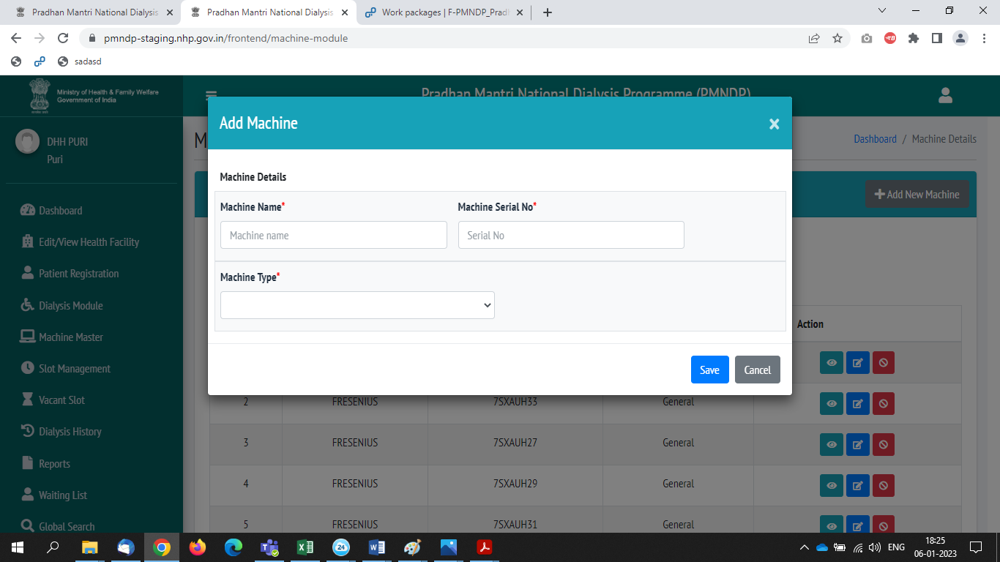 Pradhan Mantri National Dialysis
Pradhan Mantri National Dialysis
Work packages | F-PMNDP_Prad
pmndp-staging.nhp.gov.in/frontend/machine-module
sadasd
Ministry of Health & Family Welfare
Government of India
Pradhan Mantri National Dialysis Programme (PMNDP)
DHH PURI
Puri
Dashboard
Edit/View Health Facility
Patient Registration
Dialysis Module
Machine Master
Slot Management
Vacant Slot
Dialysis History
Reports
Waiting List
Global Search
M
Dashboard / Machine Details
Add New Machine
Add Machine
×
Machine Details
Machine Name*
Machine Serial No*
Machine name
Serial No
Machine Type*
Save
Cancel
Action
2 FRESENIUS 7SXAUH33 General
3 FRESENIUS 7SXAUH27 General
4 FRESENIUS 7SXAUH29 General
5 FRESENIUS 7SXAUH31 General
24
ENG
18:25
06-01-2023